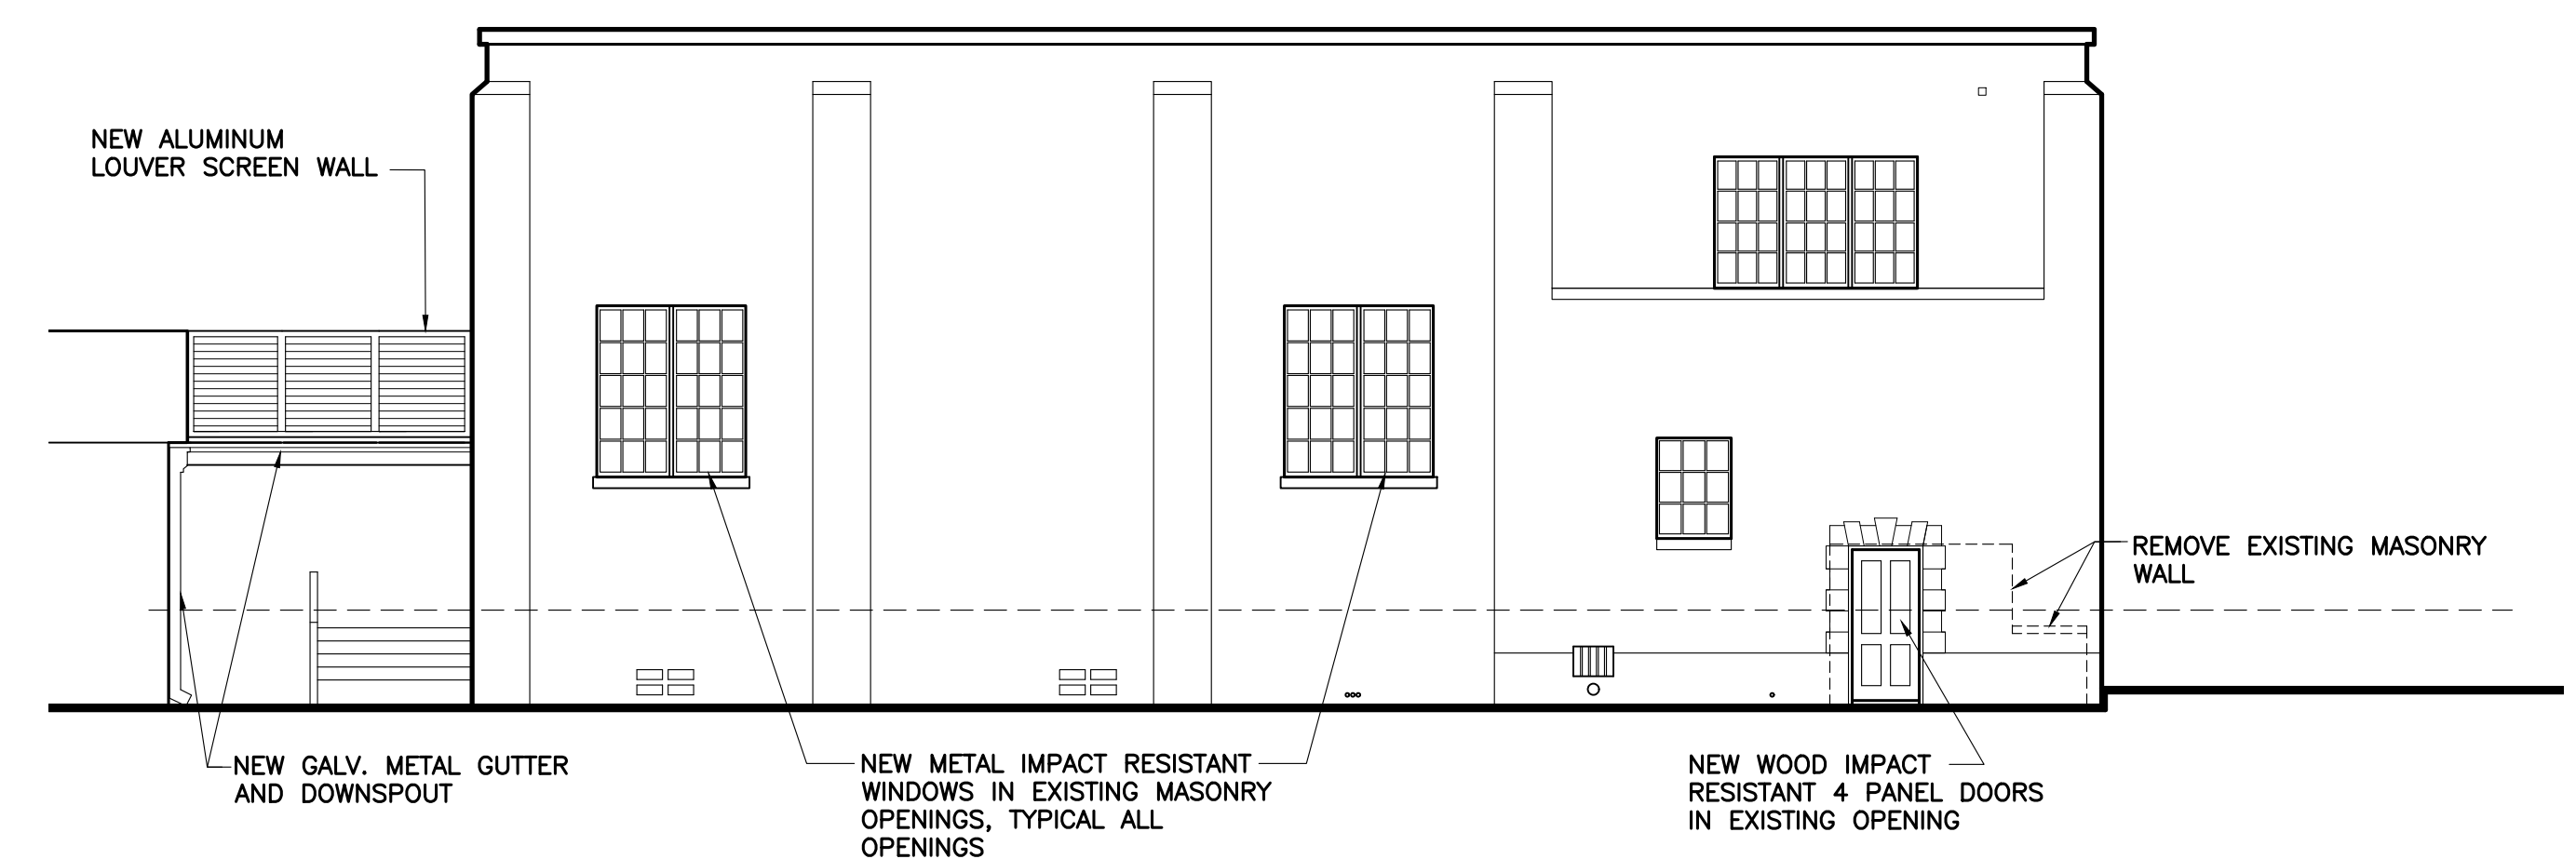 NEW ALUMINUM
LOUVER SCREEN WALL
REMOVE EXISTING MASONRY
WALL
NEW GALV. METAL GUTTER
AND DOWNSPOUT
NEW METAL IMPACT RESISTANT
WINDOWS IN EXISTING MASONRY
OPENINGS, TYPICAL ALL
OPENINGS
NEW WOOD IMPACT
RESISTANT 4 PANEL DOORS
IN EXISTING OPENING